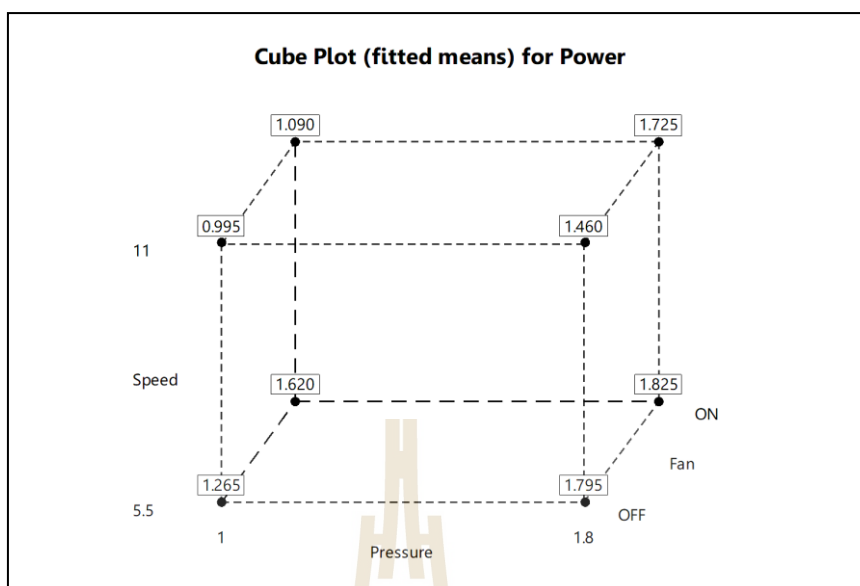 Cube Plot (fitted means) for Power
1.090 1.725
0.995 1.460
11
Speed
1.620 1.825
ON
Fan
1.265 1.795
5.5 OFF
1 1.8
Pressure